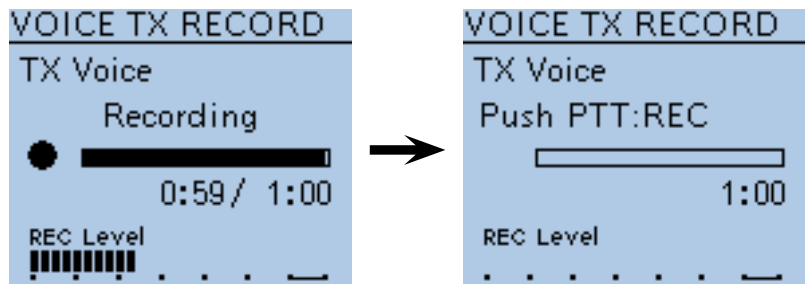 VOICE TX RECORD
TX Voice
Recording
0:59/ 1:00
REC Level
VOICE TX RECORD
TX Voice
Push PTT:REC
1:00
REC Level